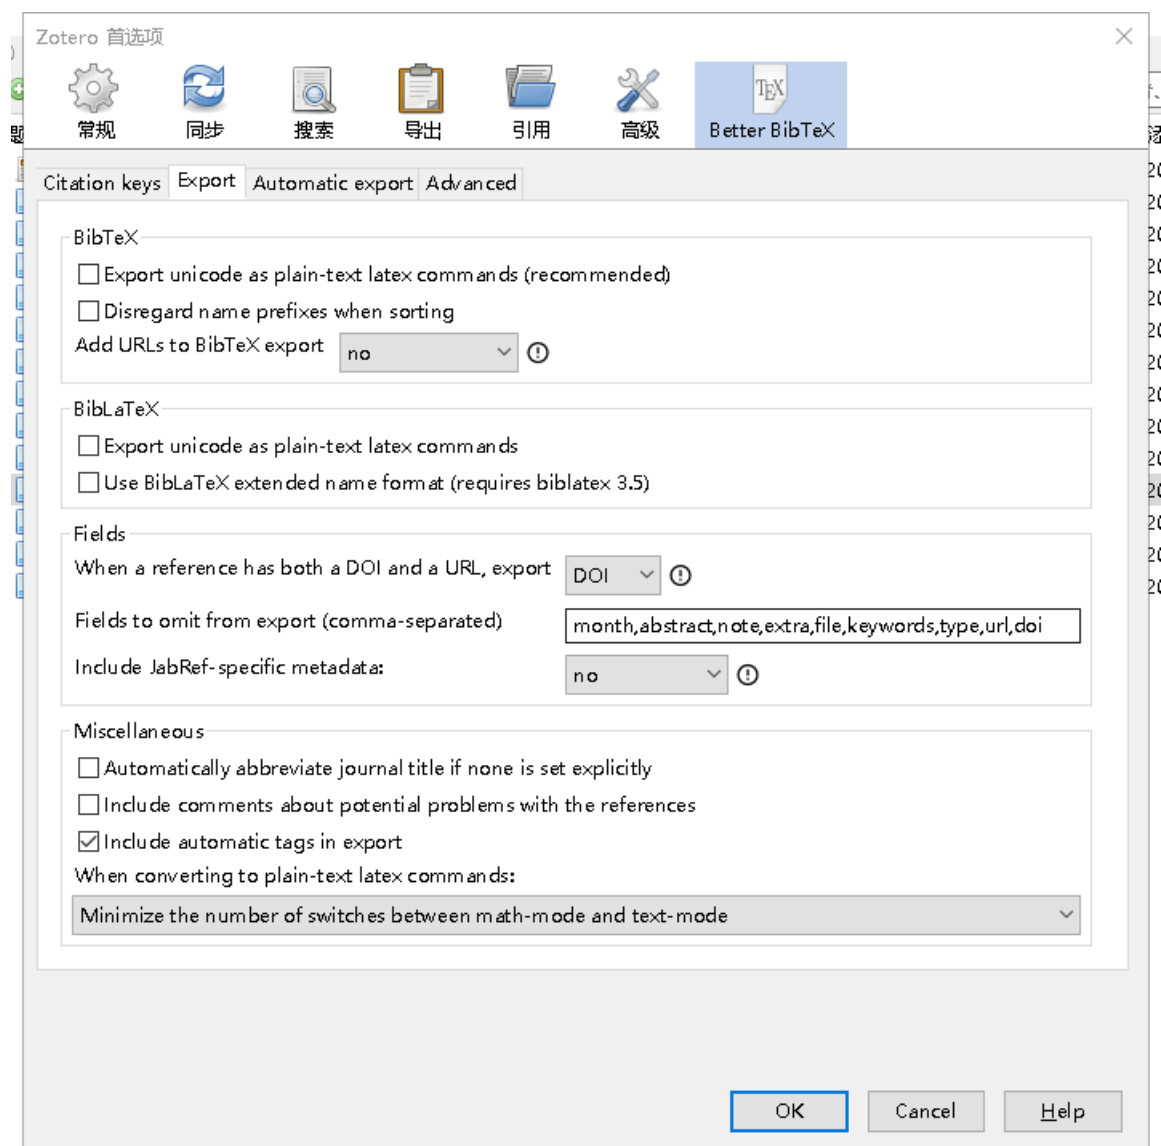 Zotero 首选项
常规
同步
搜索
导出
引用
高级
TEX
Better BibTeX
Citation keys
Export
Automatic export
Advanced
BibTeX
Export unicode as plain-text latex commands (recommended)
Disregard name prefixes when sorting
Add URLs to BibTeX export
no
BibLaTeX
Export unicode as plain-text latex commands
Use BibLaTeX extended name format (requires biblatex 3.5)
Fields
When a reference has both a DOI and a URL, export
DOI
Fields to omit from export (comma-separated)
month,abstract,note,extra,file,keywords,type,url,doi
Include JabRef-specific metadata:
no
Miscellaneous
Automatically abbreviate journal title if none is set explicitly
Include comments about potential problems with the references
Include automatic tags in export
When converting to plain-text latex commands:
Minimize the number of switches between math-mode and text-mode
OK
Cancel
Help